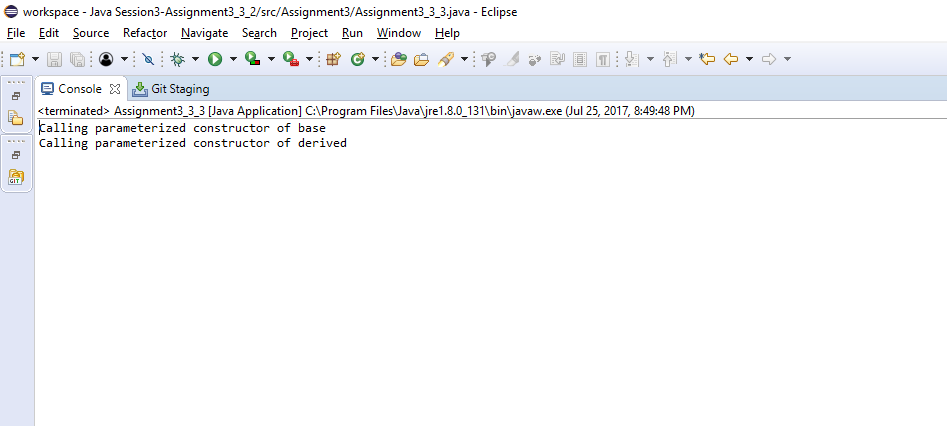 workspace - Java Session3-Assignment3_3_2/src/Assignment3/Assignment3_3_3.java - Eclipse
File Edit Source Refactor Navigate Search Project Run Window Help
Console Git Staging
<terminated> Assignment3_3_3 [Java Application] C:\Program Files\Java\jre1.8.0_131\bin\javaw.exe (Jul 25, 2017, 8:49:48 PM)
Calling parameterized constructor of base
Calling parameterized constructor of derived
GIT